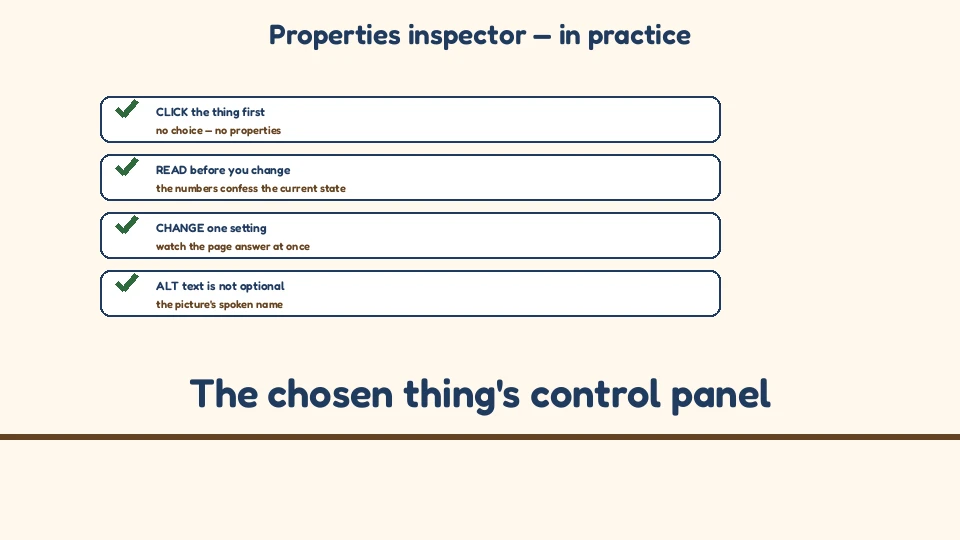 Properties inspector — in practice
CLICK the thing first
no choice — no properties
READ before you change
the numbers confess the current state
CHANGE one setting
watch the page answer at once
ALT text is not optional
the picture's spoken name
The chosen thing's control panel